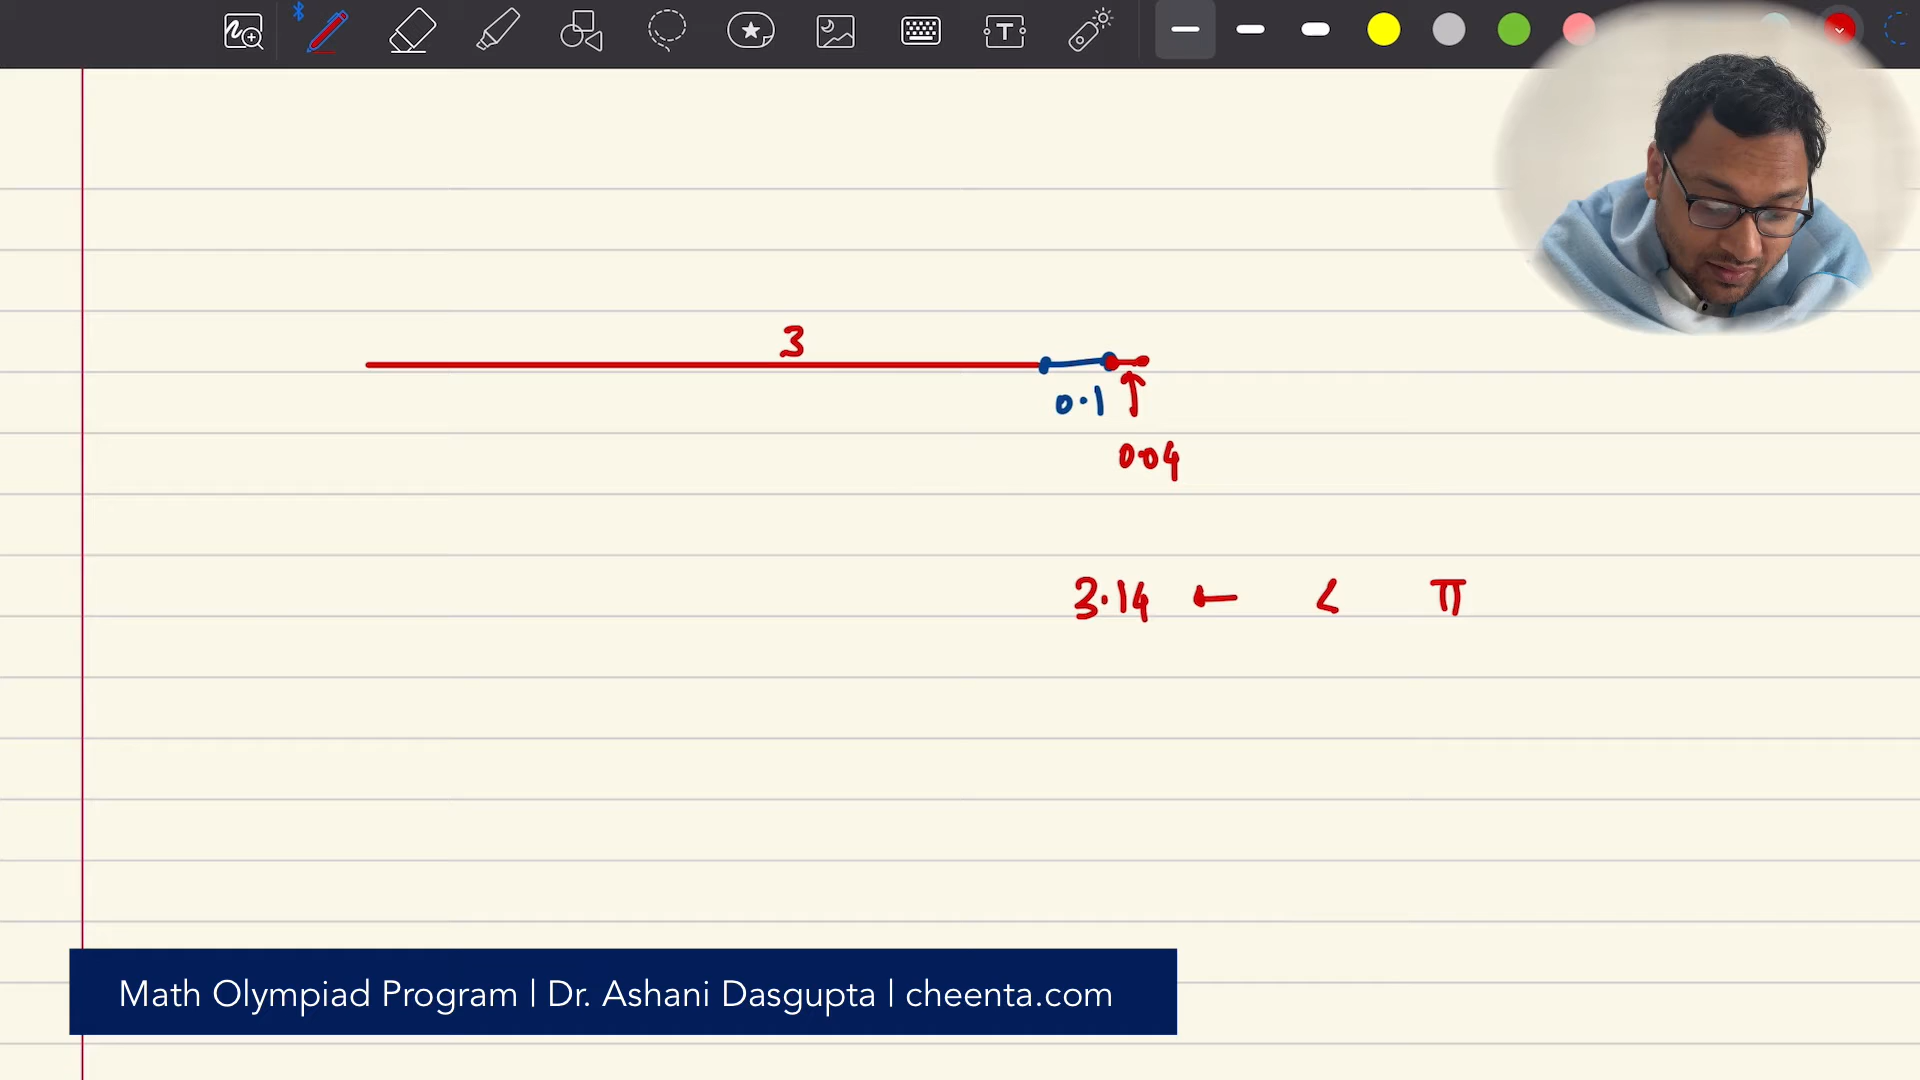 3
0.1
0.04
3.14 ← < π
Math Olympiad Program | Dr. Ashani Dasgupta | cheenta.com